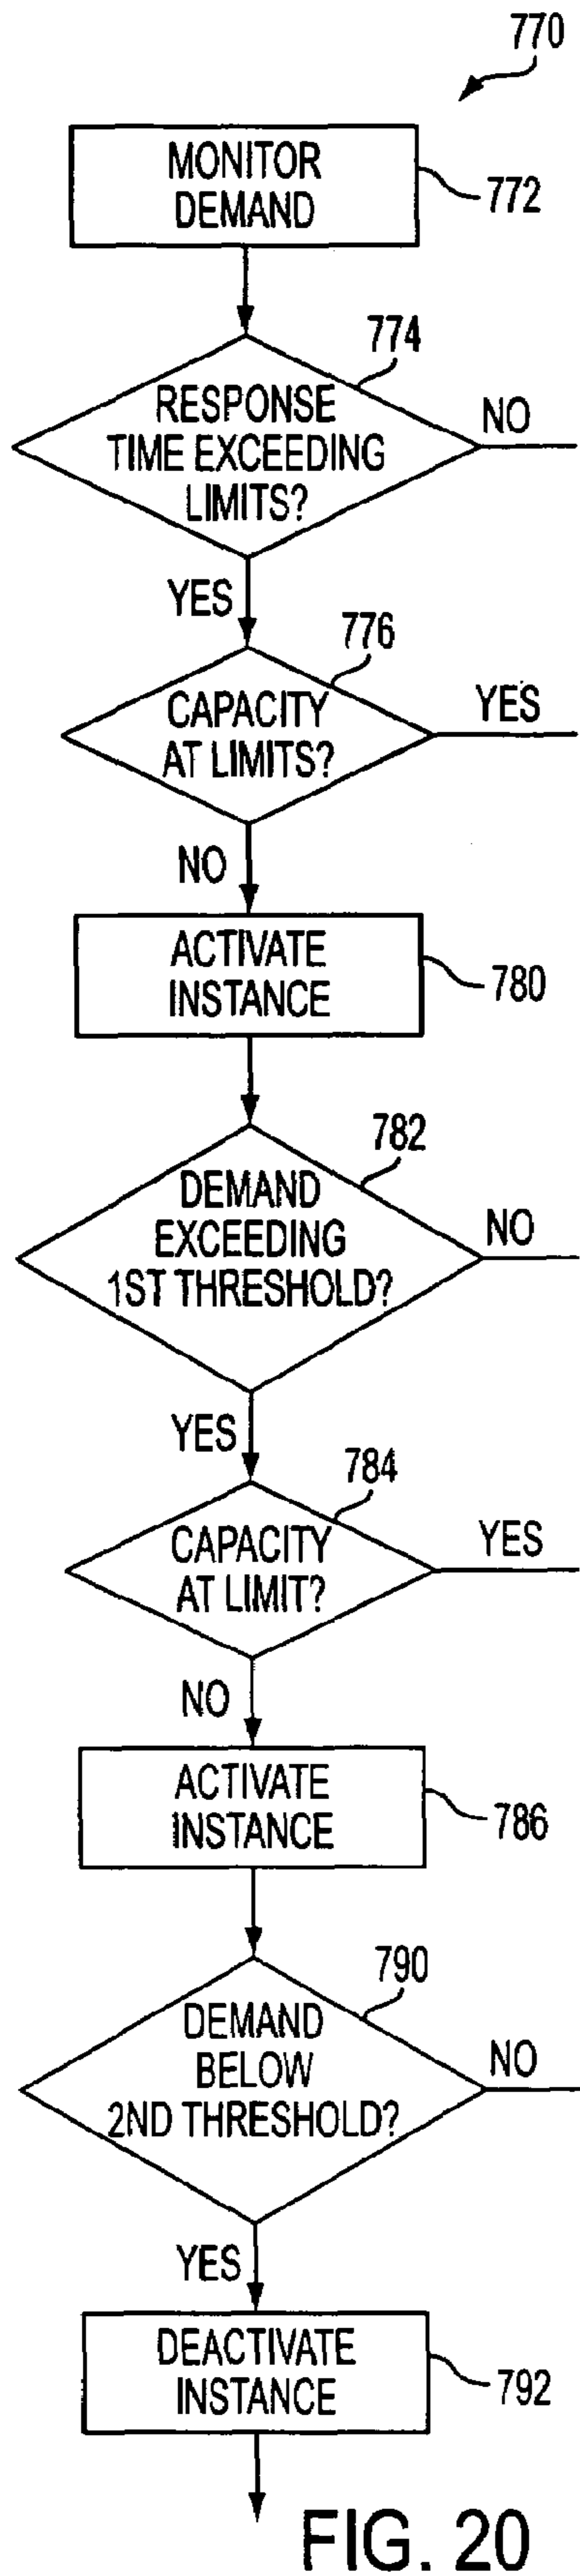 770
MONITOR
DEMAND
772
774
RESPONSE
TIME EXCEEDING
LIMITS?
NO
YES
776
CAPACITY
AT LIMITS?
YES
NO
ACTIVATE
INSTANCE
780
782
DEMAND
EXCEEDING
1ST THRESHOLD?
NO
YES
784
CAPACITY
AT LIMIT?
YES
NO
ACTIVATE
INSTANCE
786
790
DEMAND
BELOW
2ND THRESHOLD?
NO
YES
DEACTIVATE
INSTANCE
792
FIG. 20